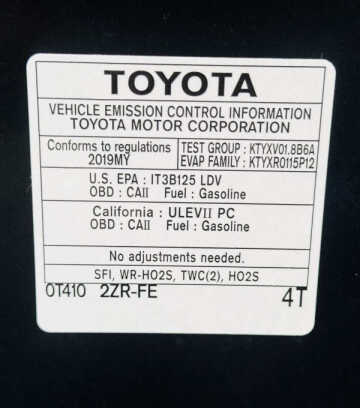 TOYOTA
VEHICLE EMISSION CONTROL INFORMATION
TOYOTA MOTOR CORPORATION
Conforms to regulations
2019MY
TEST GROUP : KTYXV01.8B6A
EVAP FAMILY : KTYXR0115P12
U.S. EPA : IT3B125 LDV
OBD : CAII Fuel : Gasoline
California : ULEVII PC
OBD : CAII Fuel : Gasoline
No adjustments needed.
SFI, WR-HO2S, TWC(2), HO2S
0T410 2ZR-FE 4T